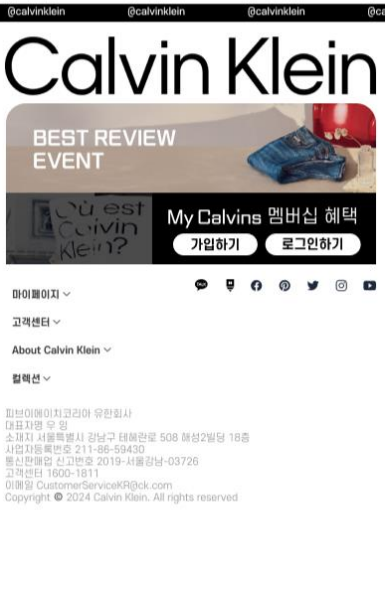 @calvinklein @calvinklein @calvinklein
Calvin Klein
BEST REVIEW
EVENT
Où est
Calvin
Klein?
My Calvins 멤버십 혜택
가입하기 로그인하기
마이페이지
고객센터
About Calvin Klein
컬렉션
피브이에이치코리아 유한회사
대표자명 우 잉
소재지 서울특별시 강남구 테헤란로 508 해성2빌딩 18층
사업자등록번호 211-86-59430
통신판매업 신고번호 2019-서울강남-03726
고객센터 1600-1811
이메일 CustomerServiceKR@ck.com
Copyright © 2024 Calvin Klein. All rights reserved